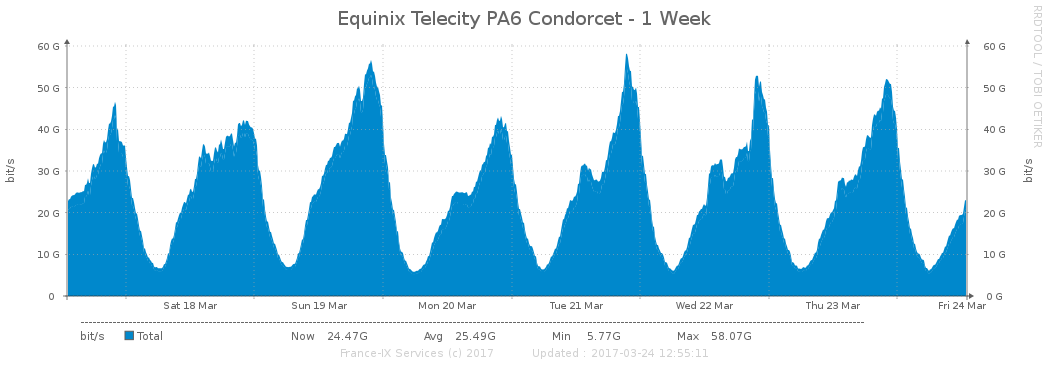 Equinix Telecity PA6 Condorcet - 1 Week
RRDTOOL / TOBI OETIKER
60 G 60 G
50 G 50 G
40 G 40 G
30 G 30 G
20 G 20 G
10 G 10 G
0 0 G
bit/s
bit/s
Sat 18 Mar Sun 19 Mar Mon 20 Mar Tue 21 Mar Wed 22 Mar Thu 23 Mar Fri 24 Mar
bit/s Total Now 24.47G Avg 25.49G Min 5.77G Max 58.07G
France-IX Services (c) 2017 Updated : 2017-03-24 12:55:11